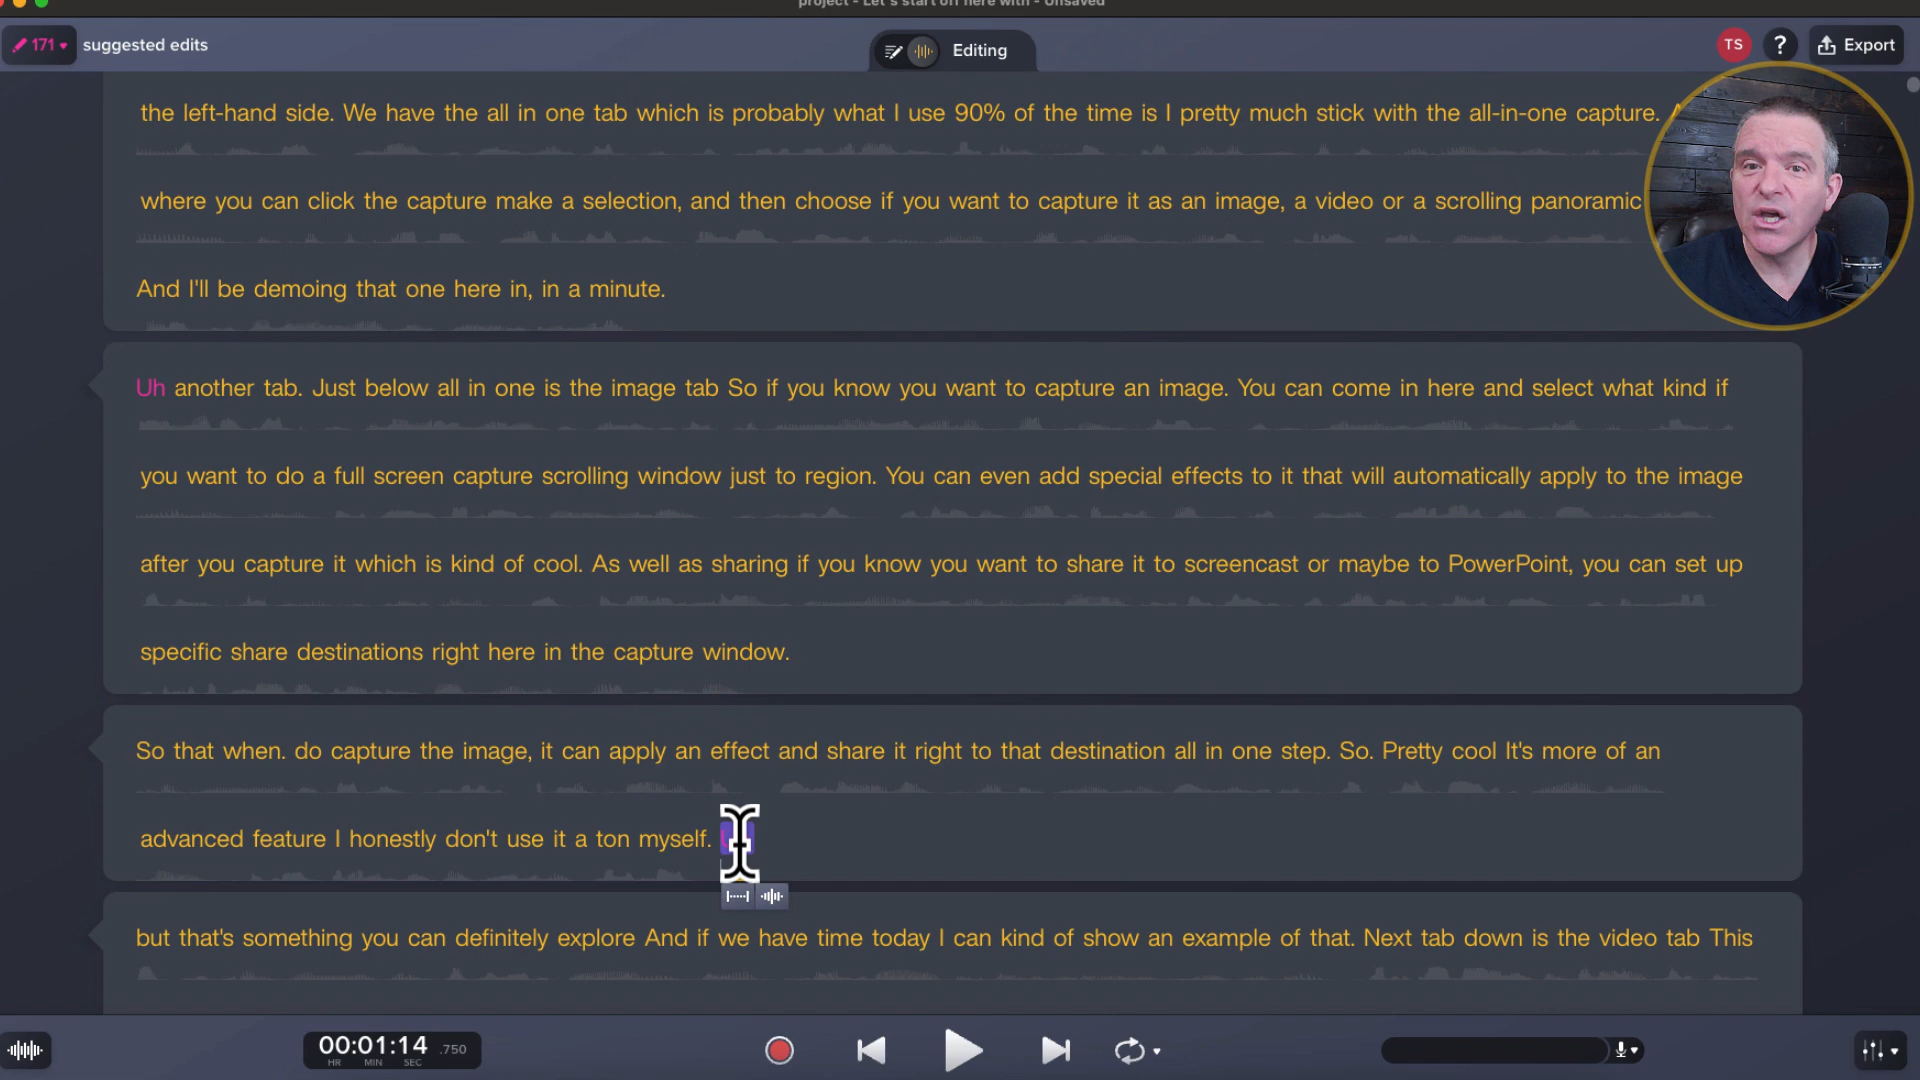 project - Let's start off here with - Unsaved
171 suggested edits
Editing
TS ? Export
the left-hand side. We have the all in one tab which is probably what I use 90% of the time is I pretty much stick with the all-in-one capture.
where you can click the capture make a selection, and then choose if you want to capture it as an image, a video or a scrolling panoramic
And I'll be demoing that one here in, in a minute.
Uh another tab. Just below all in one is the image tab So if you know you want to capture an image. You can come in here and select what kind if
you want to do a full screen capture scrolling window just to region. You can even add special effects to it that will automatically apply to the image
after you capture it which is kind of cool. As well as sharing if you know you want to share it to screencast or maybe to PowerPoint, you can set up
specific share destinations right here in the capture window.
So that when. do capture the image, it can apply an effect and share it right to that destination all in one step. So. Pretty cool It's more of an
advanced feature I honestly don't use it a ton myself.
but that's something you can definitely explore And if we have time today I can kind of show an example of that. Next tab down is the video tab This
00:01:14 .750
HR MIN SEC